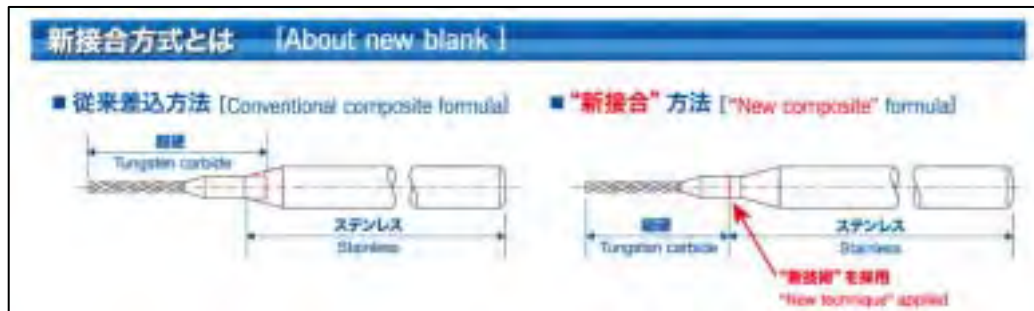 新接合方式とは [About new blank]
■ 従来差込方法 [Conventional composite formula]
超硬
Tungsten carbide
ステンレス
Stainless
■ "新接合" 方法 ["New composite" formula]
超硬
Tungsten carbide
ステンレス
Stainless
"新技術" を採用
"New technique" applied